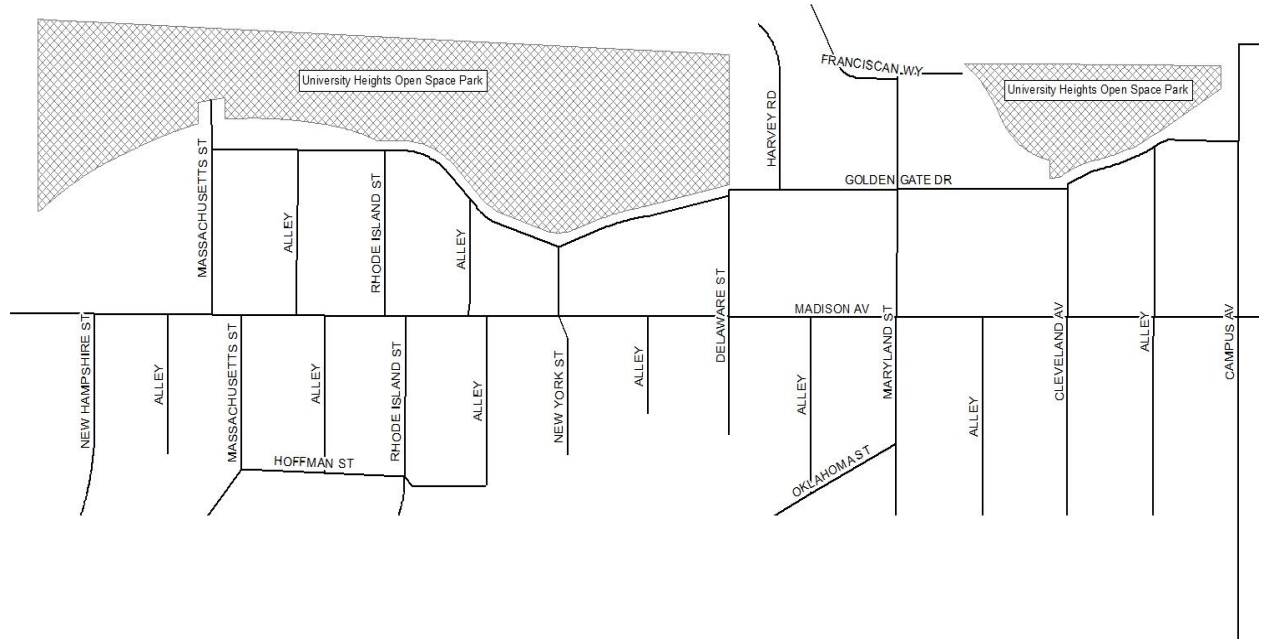 FRANCISCAN WY
University Heights Open Space Park
University Heights Open Space Park
HARVEY RD
MASSACHUSETTS ST
RHODE ISLAND ST
GOLDEN GATE DR
ALLEY
ALLEY
DELAWARE ST
MADISON AV
MARYLAND ST
CLEVELAND AV
ALLEY
CAMPUS AV
NEW HAMPSHIRE ST
ALLEY
MASSACHUSETTS ST
ALLEY
RHODE ISLAND ST
ALLEY
NEW YORK ST
ALLEY
ALLEY
ALLEY
HOFFMAN ST
OKLAHOMA ST